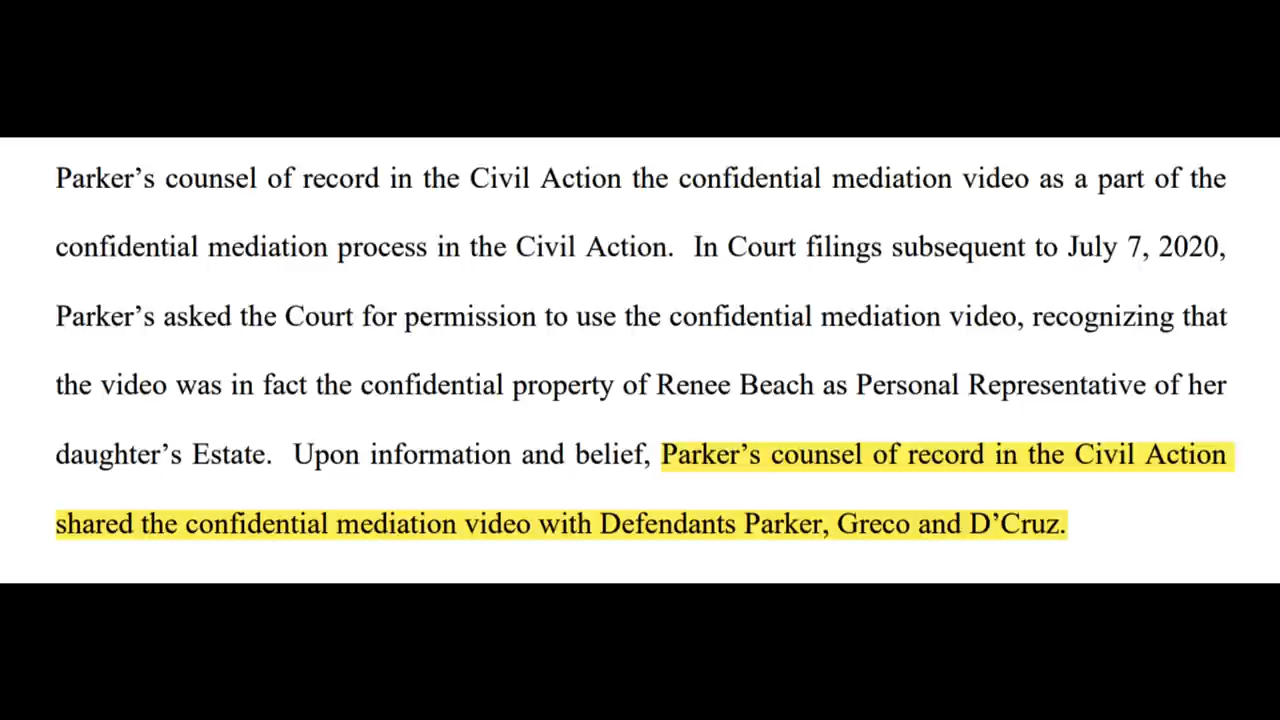 Parker’s counsel of record in the Civil Action the confidential mediation video as a part of the
confidential mediation process in the Civil Action.  In Court filings subsequent to July 7, 2020,
Parker’s asked the Court for permission to use the confidential mediation video, recognizing that
the video was in fact the confidential property of Renee Beach as Personal Representative of her
daughter’s Estate.  Upon information and belief, Parker’s counsel of record in the Civil Action
shared the confidential mediation video with Defendants Parker, Greco and D’Cruz.